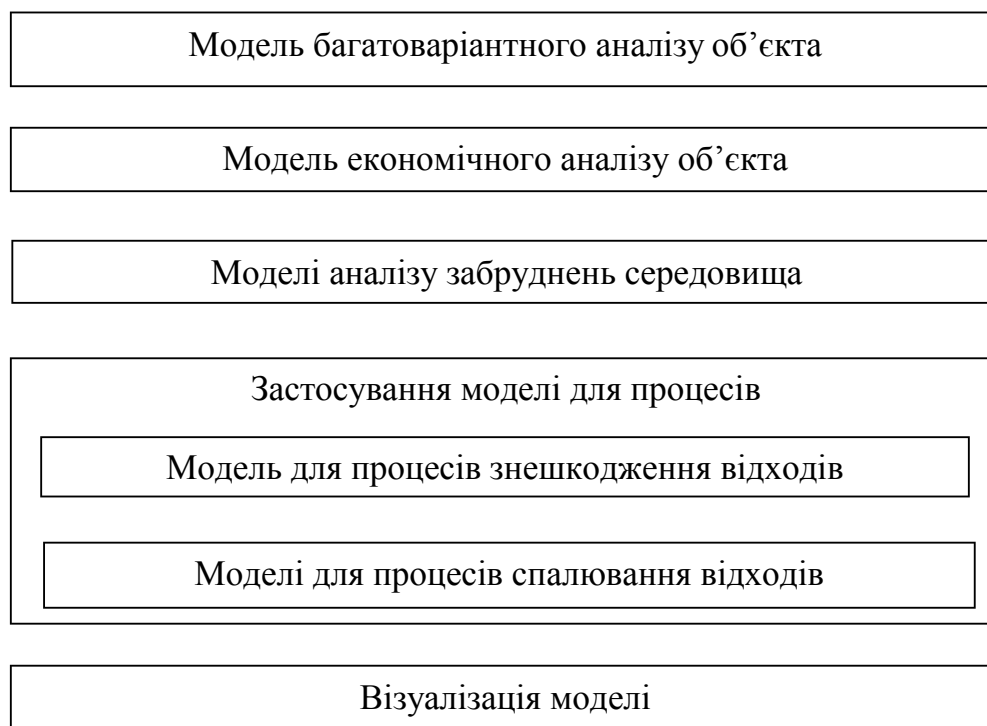 Модель багатоваріантного аналізу об’єкта
Модель економічного аналізу об’єкта
Моделі аналізу забруднень середовища
Застосування моделі для процесів
Модель для процесів знешкодження відходів
Моделі для процесів спалювання відходів
Візуалізація моделі